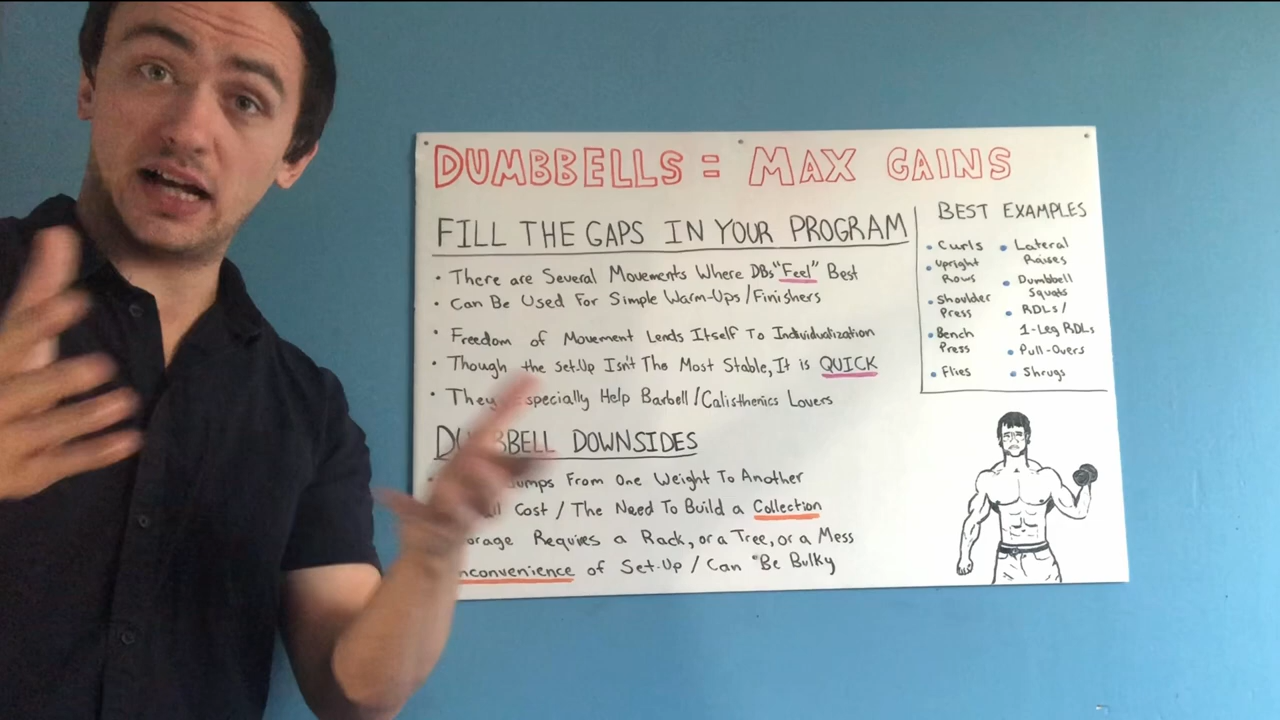 DUMBBELLS = MAX GAINS
FILL THE GAPS IN YOUR PROGRAM
• There are Several Movements Where DBs "Feel" Best
• Can Be Used For Simple Warm-Ups/Finishers
• Freedom of Movement Lends Itself To Individualization
• Though the Set-Up Isn't The Most Stable, It is QUICK
• They Especially Help Barbell/Calisthenics Lovers
DUMBBELL DOWNSIDES
Jumps From One Weight To Another
Cost / The Need To Build a Collection
Storage Requires a Rack, or a Tree, or a Mess
Inconvenience of Set-Up / Can Be Bulky
BEST EXAMPLES
• Curls
• Upright
Rows
• Shoulder
Press
• Bench
Press
• Flies
• Lateral
Raises
• Dumbbell
Squats
• RDLs/
1-Leg RDLs
• Pull-Overs
• Shrugs